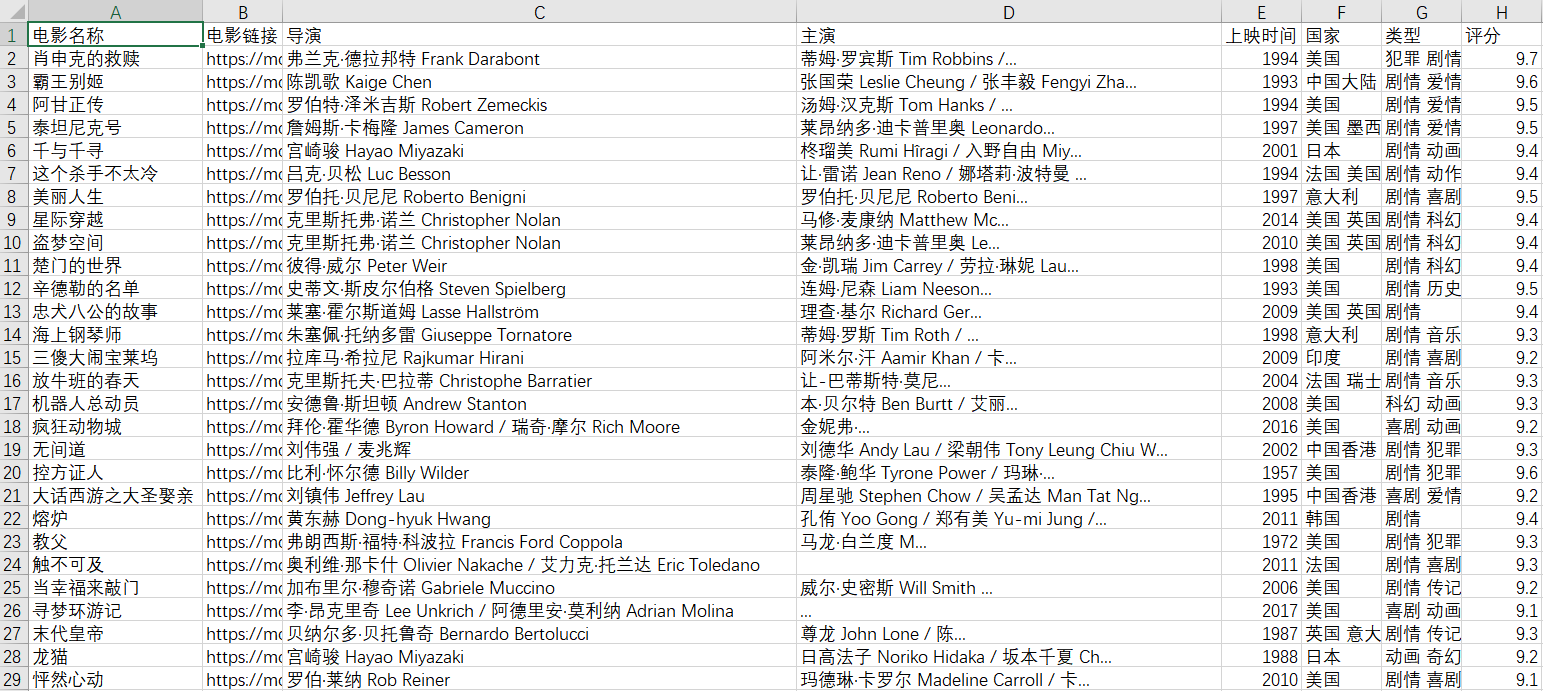 A B C D E F G H
1 电影名称 电影链接 导演 主演 上映时间 国家 类型 评分
2 肖申克的救赎 https://mo 弗兰克·德拉邦特 Frank Darabont 蒂姆·罗宾斯 Tim Robbins /... 1994 美国 犯罪 剧情 9.7
3 霸王别姬 https://mo 陈凯歌 Kaige Chen 张国荣 Leslie Cheung / 张丰毅 Fengyi Zha... 1993 中国大陆 剧情 爱情 9.6
4 阿甘正传 https://mo 罗伯特·泽米吉斯 Robert Zemeckis 汤姆·汉克斯 Tom Hanks / ... 1994 美国 剧情 爱情 9.5
5 泰坦尼克号 https://mo 詹姆斯·卡梅隆 James Cameron 莱昂纳多·迪卡普里奥 Leonardo... 1997 美国 墨西 剧情 爱情 9.5
6 千与千寻 https://mo 宫崎骏 Hayao Miyazaki 柊瑠美 Rumi Hîragi / 入野自由 Miy... 2001 日本 剧情 动画 9.4
7 这个杀手不太冷 https://mo 吕克·贝松 Luc Besson 让·雷诺 Jean Reno / 娜塔莉·波特曼 ... 1994 法国 美国 剧情 动作 9.4
8 美丽人生 https://mo 罗伯托·贝尼尼 Roberto Benigni 罗伯托·贝尼尼 Roberto Beni... 1997 意大利 剧情 喜剧 9.5
9 星际穿越 https://mo 克里斯托弗·诺兰 Christopher Nolan 马修·麦康纳 Matthew Mc... 2014 美国 英国 剧情 科幻 9.4
10 盗梦空间 https://mo 克里斯托弗·诺兰 Christopher Nolan 莱昂纳多·迪卡普里奥 Le... 2010 美国 英国 剧情 科幻 9.4
11 楚门的世界 https://mo 彼得·威尔 Peter Weir 金·凯瑞 Jim Carrey / 劳拉·琳妮 Lau... 1998 美国 剧情 科幻 9.4
12 辛德勒的名单 https://mo 史蒂文·斯皮尔伯格 Steven Spielberg 连姆·尼森 Liam Neeson... 1993 美国 剧情 历史 9.5
13 忠犬八公的故事 https://mo 莱塞·霍尔斯道姆 Lasse Hallström 理查·基尔 Richard Ger... 2009 美国 英国 剧情 9.4
14 海上钢琴师 https://mo 朱塞佩·托纳多雷 Giuseppe Tornatore 蒂姆·罗斯 Tim Roth / ... 1998 意大利 剧情 音乐 9.3
15 三傻大闹宝莱坞 https://mo 拉库马·希拉尼 Rajkumar Hirani 阿米尔·汗 Aamir Khan / 卡... 2009 印度 剧情 喜剧 9.2
16 放牛班的春天 https://mo 克里斯托夫·巴拉蒂 Christophe Barratier 让-巴蒂斯特·莫尼... 2004 法国 瑞士 剧情 音乐 9.3
17 机器人总动员 https://mo 安德鲁·斯坦顿 Andrew Stanton 本·贝尔特 Ben Burtt / 艾丽... 2008 美国 科幻 动画 9.3
18 疯狂动物城 https://mo 拜伦·霍华德 Byron Howard / 瑞奇·摩尔 Rich Moore 金妮弗·... 2016 美国 喜剧 动画 9.2
19 无间道 https://mo 刘伟强 / 麦兆辉 刘德华 Andy Lau / 梁朝伟 Tony Leung Chiu W... 2002 中国香港 剧情 犯罪 9.3
20 控方证人 https://mo 比利·怀尔德 Billy Wilder 泰隆·鲍华 Tyrone Power / 玛琳·... 1957 美国 剧情 犯罪 9.6
21 大话西游之大圣娶亲 https://mo 刘镇伟 Jeffrey Lau 周星驰 Stephen Chow / 吴孟达 Man Tat Ng... 1995 中国香港 喜剧 爱情 9.2
22 熔炉 https://mo 黄东赫 Dong-hyuk Hwang 孔侑 Yoo Gong / 郑有美 Yu-mi Jung /... 2011 韩国 剧情 9.4
23 教父 https://mo 弗朗西斯·福特·科波拉 Francis Ford Coppola 马龙·白兰度 M... 1972 美国 剧情 犯罪 9.3
24 触不可及 https://mo 奥利维·那卡什 Olivier Nakache / 艾力克·托兰达 Eric Toledano 2011 法国 剧情 喜剧 9.3
25 当幸福来敲门 https://mo 加布里尔·穆奇诺 Gabriele Muccino 威尔·史密斯 Will Smith ... 2006 美国 剧情 传记 9.2
26 寻梦环游记 https://mo 李·昂克里奇 Lee Unkrich / 阿德里安·莫利纳 Adrian Molina ... 2017 美国 喜剧 动画 9.1
27 末代皇帝 https://mo 贝纳尔多·贝托鲁奇 Bernardo Bertolucci 尊龙 John Lone / 陈... 1987 英国 意大 剧情 传记 9.3
28 龙猫 https://mo 宫崎骏 Hayao Miyazaki 日高法子 Noriko Hidaka / 坂本千夏 Ch... 1988 日本 动画 奇幻 9.2
29 怦然心动 https://mo 罗伯·莱纳 Rob Reiner 玛德琳·卡罗尔 Madeline Carroll / 卡... 2010 美国 剧情 喜剧 9.1